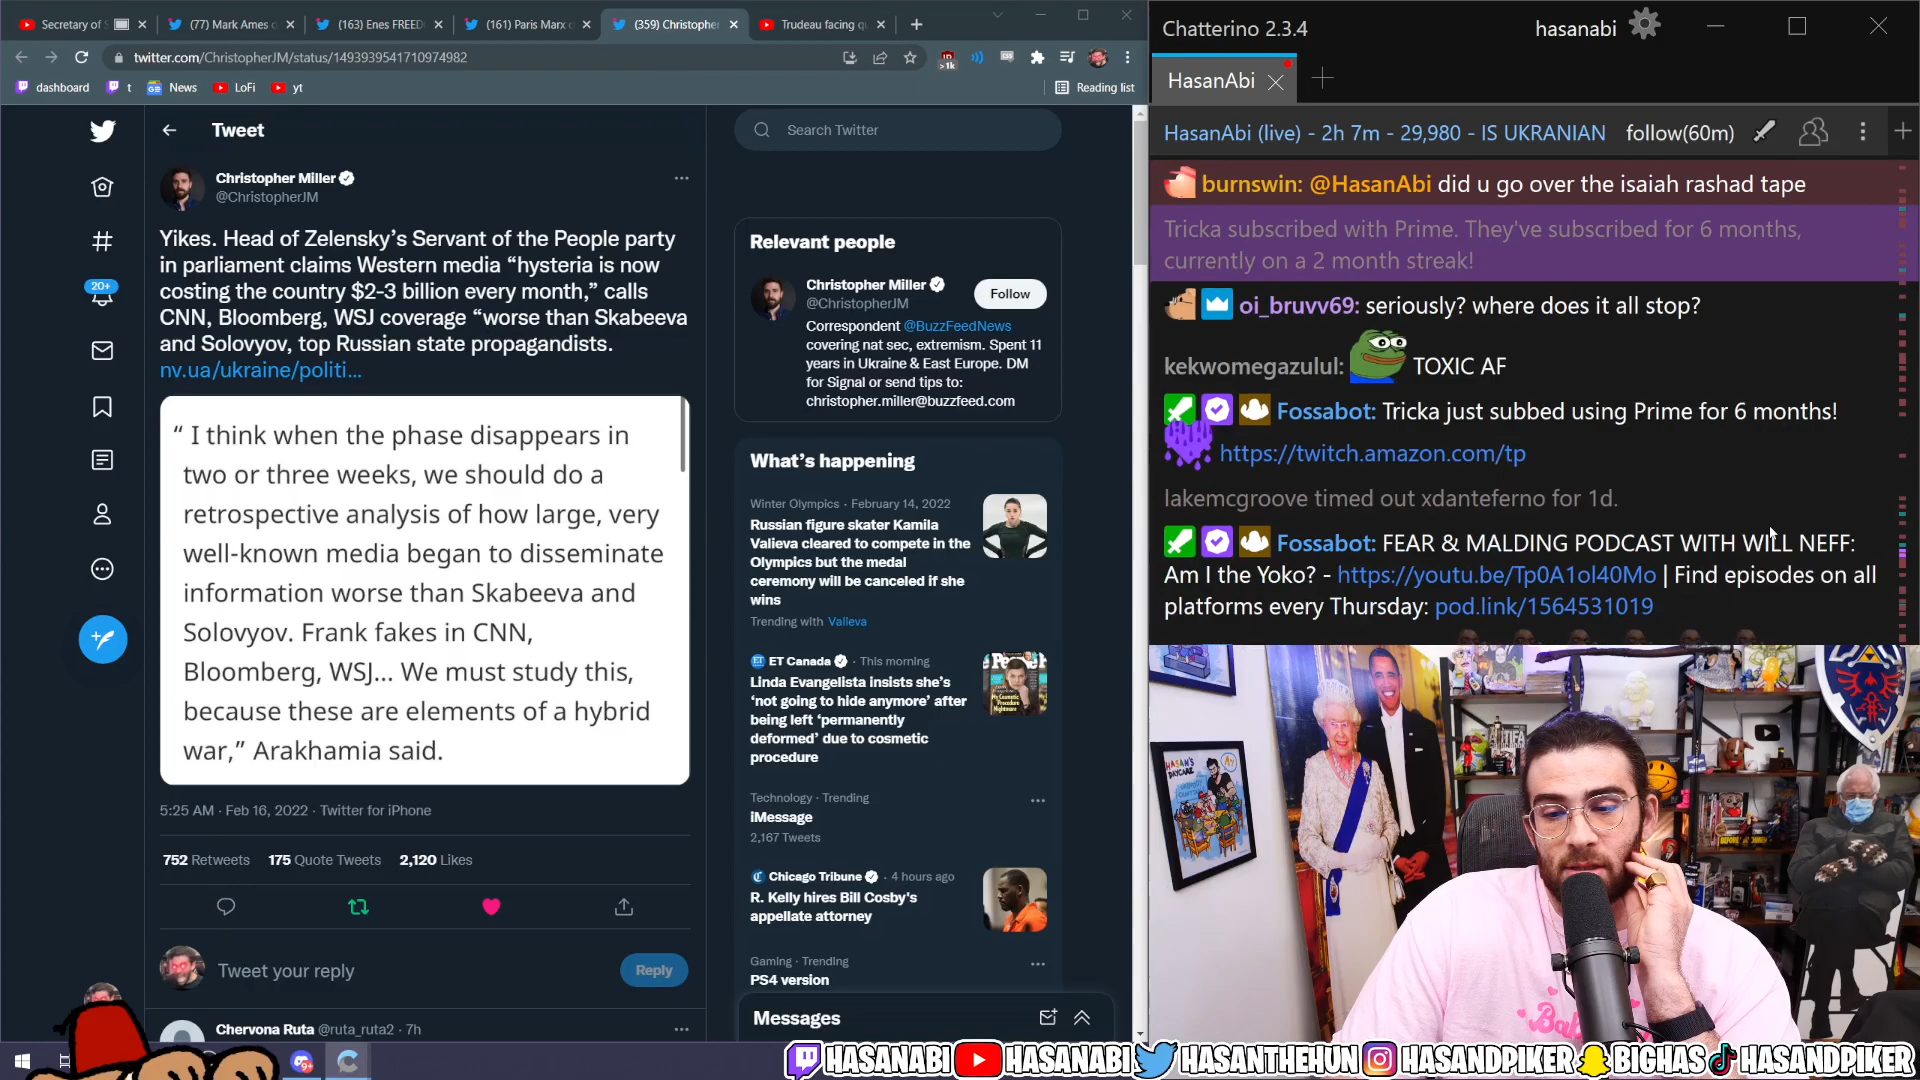 Secretary of S
(77) Mark Ames o
(163) Enes FREED
(161) Paris Marx o
(359) Christopher
Trudeau facing qu
twitter.com/ChristopherJM/status/1493939541710974982
>1k
dashboard
t
News
LoFi
yt
Reading list
Tweet
Search Twitter
20+
Christopher Miller
@ChristopherJM
Yikes. Head of Zelensky’s Servant of the People party
in parliament claims Western media “hysteria is now
costing the country $2-3 billion every month,” calls
CNN, Bloomberg, WSJ coverage “worse than Skabeeva
and Solovyov, top Russian state propagandists.
nv.ua/ukraine/politi...
“ I think when the phase disappears in
two or three weeks, we should do a
retrospective analysis of how large, very
well-known media began to disseminate
information worse than Skabeeva and
Solovyov. Frank fakes in CNN,
Bloomberg, WSJ... We must study this,
because these are elements of a hybrid
war,” Arakhamia said.
5:25 AM · Feb 16, 2022 · Twitter for iPhone
752 Retweets 175 Quote Tweets 2,120 Likes
Tweet your reply
Reply
Chervona Ruta @ruta_ruta2 · 7h
Relevant people
Christopher Miller
@ChristopherJM
Follow
Correspondent @BuzzFeedNews
covering nat sec, extremism. Spent 11
years in Ukraine & East Europe. DM
for Signal or send tips to:
christopher.miller@buzzfeed.com
What’s happening
Winter Olympics · February 14, 2022
Russian figure skater Kamila
Valieva cleared to compete in the
Olympics but the medal
ceremony will be canceled if she
wins
Trending with Valieva
ET Canada · This morning
Linda Evangelista insists she’s
‘not going to hide anymore’ after
being left ‘permanently
deformed’ due to cosmetic
procedure
Technology · Trending
iMessage
2,167 Tweets
Chicago Tribune · 4 hours ago
R. Kelly hires Bill Cosby's
appellate attorney
Gaming · Trending
PS4 version
Messages
Chatterino 2.3.4
hasanabi
HasanAbi
HasanAbi (live) - 2h 7m - 29,980 - IS UKRANIAN follow(60m)
burnswin: @HasanAbi did u go over the isaiah rashad tape
Tricka subscribed with Prime. They've subscribed for 6 months,
currently on a 2 month streak!
oi_bruvv69: seriously? where does it all stop?
kekwomegazulul: TOXIC AF
Fossabot: Tricka just subbed using Prime for 6 months!
https://twitch.amazon.com/tp
lakemcgroove timed out xdanteferno for 1d.
Fossabot: FEAR & MALDING PODCAST WITH WILL NEFF:
Am I the Yoko? - https://youtu.be/Tp0A1ol40Mo | Find episodes on all
platforms every Thursday: pod.link/1564531019
HASAN'S
DAYCARE
HASANABI HASANABI HASANTHEHUN HASANDPIKER BIGHAS HASANDPIKER